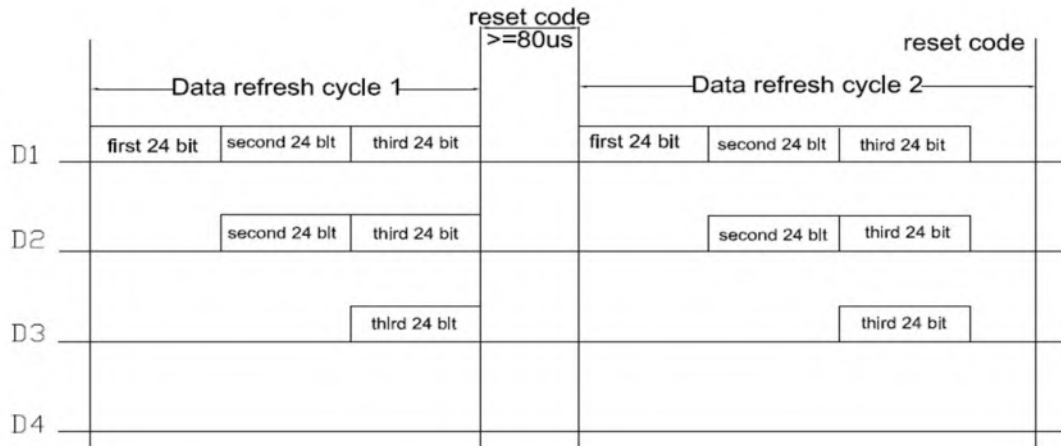 reset code
>=80us
reset code
Data refresh cycle 1
Data refresh cycle 2
D1 first 24 bit second 24 blt third 24 bit first 24 bit second 24 blt third 24 bit
D2 second 24 blt third 24 bit second 24 blt third 24 bit
D3 thlrd 24 blt third 24 bit
D4